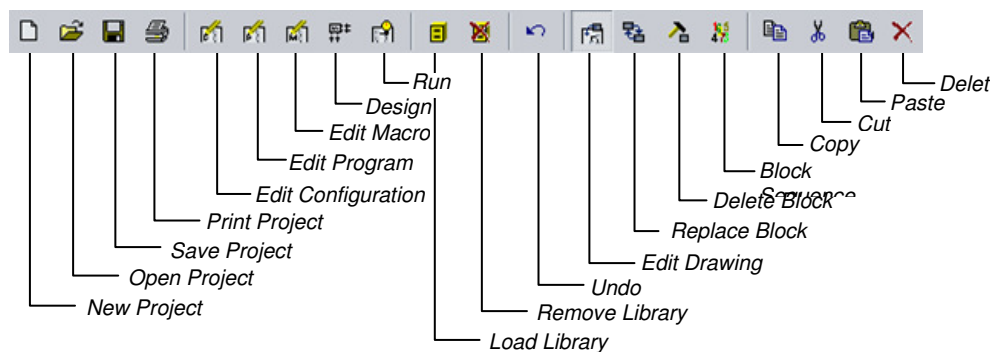 Run
Delet
Design
Paste
Edit Macro
Cut
Edit Program
Copy
Edit Configuration
Block
Sequence
Delete Block
Print Project
Replace Block
Save Project
Edit Drawing
Open Project
Undo
New Project
Remove Library
Load Library